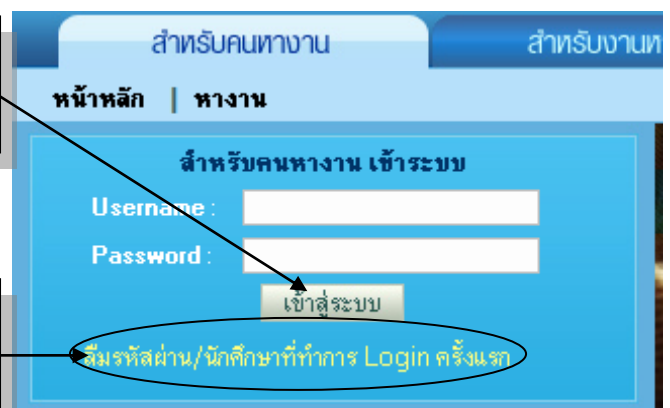 สำหรับคนหางาน สำหรับงานห
หน้าหลัก | หางาน
สำหรับคนหางาน เข้าระบบ
Username :
Password :
เข้าสู่ระบบ
ลืมรหัสผ่าน/นักศึกษาที่ทำการ Login ครั้งแรก